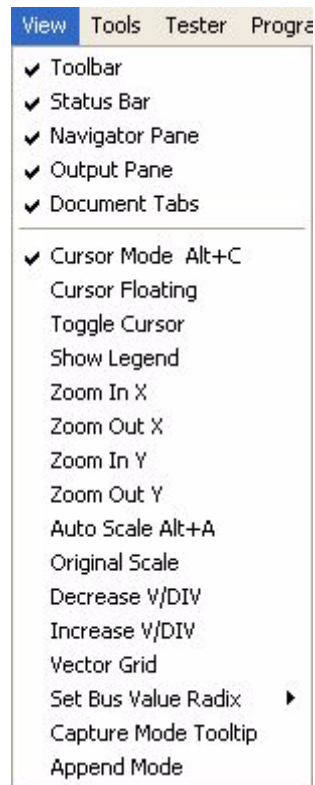 View Tools Tester Progra
Toolbar
Status Bar
Navigator Pane
Output Pane
Document Tabs
Cursor Mode Alt+C
Cursor Floating
Toggle Cursor
Show Legend
Zoom In X
Zoom Out X
Zoom In Y
Zoom Out Y
Auto Scale Alt+A
Original Scale
Decrease V/DIV
Increase V/DIV
Vector Grid
Set Bus Value Radix
Capture Mode Tooltip
Append Mode